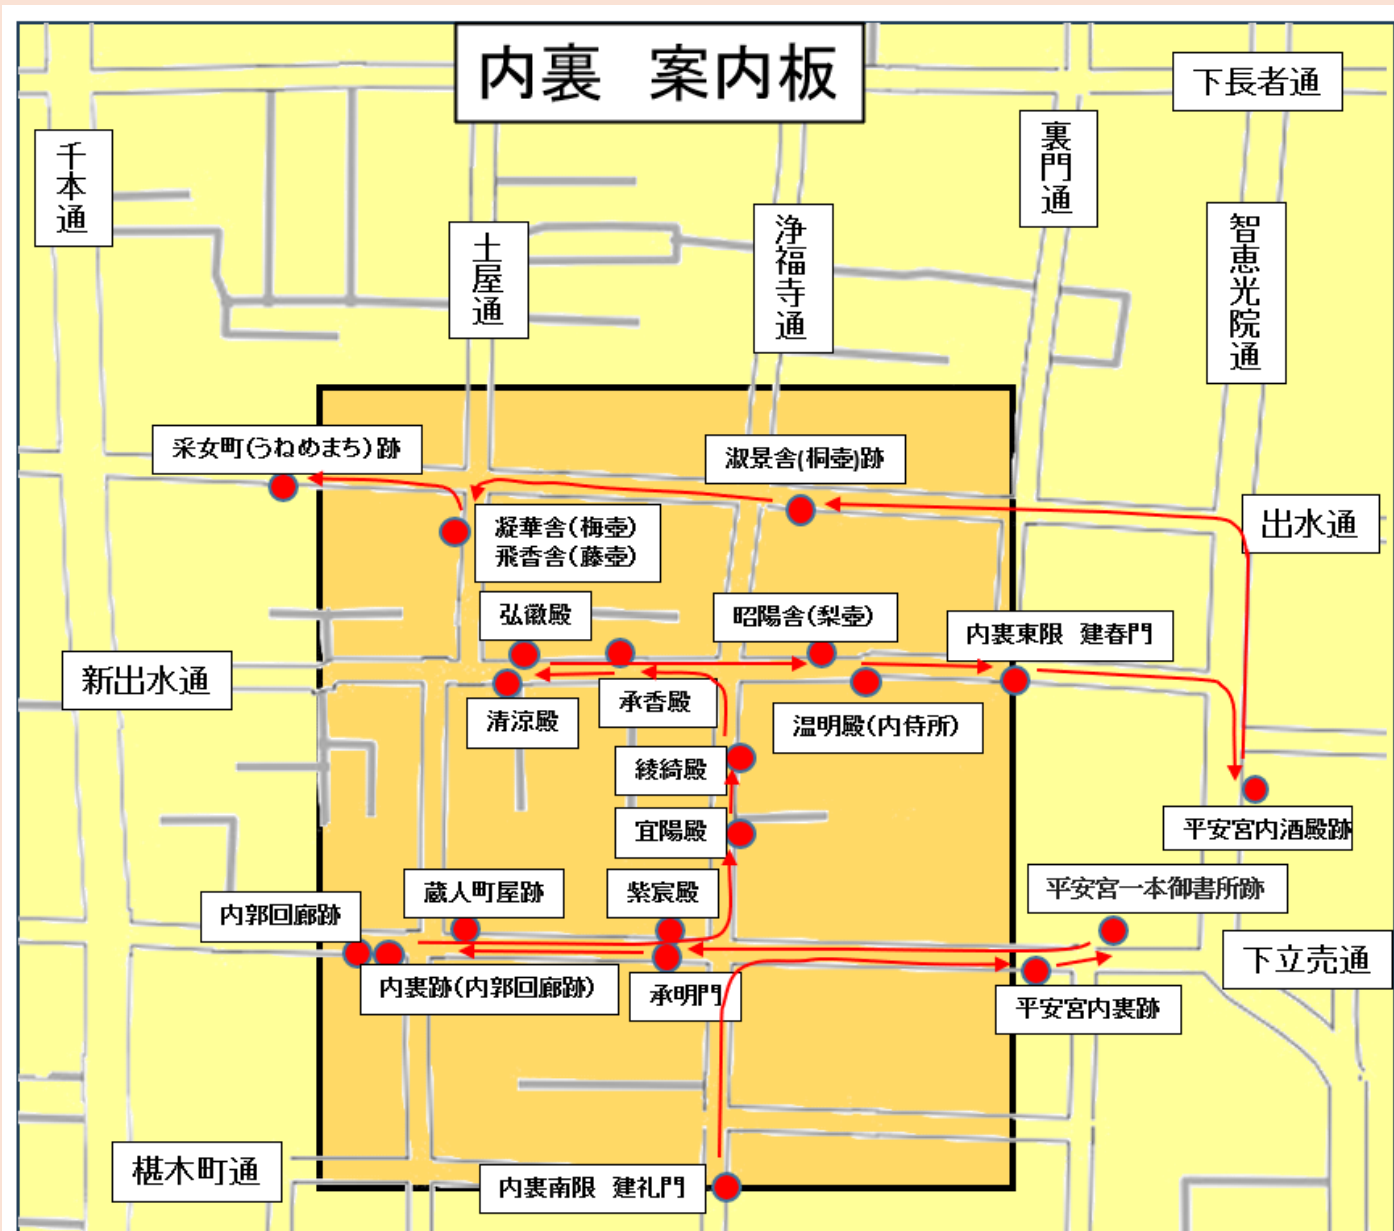 内裏　案内板
下長者通
千本通
裏門通
土屋通
浄福寺通
智恵光院通
采女町(うねめまち)跡
淑景舎(桐壺)跡
凝華舎(梅壺)
飛香舎(藤壺)
出水通
弘徽殿
昭陽舎(梨壺)
内裏東限　建春門
新出水通
清涼殿
承香殿
温明殿(内侍所)
綾綺殿
宜陽殿
平安宮内酒殿跡
蔵人町屋跡
紫宸殿
平安宮一本御書所跡
内郭回廊跡
内裏跡(内郭回廊跡)
承明門
平安宮内裏跡
下立売通
椹木町通
内裏南限　建礼門